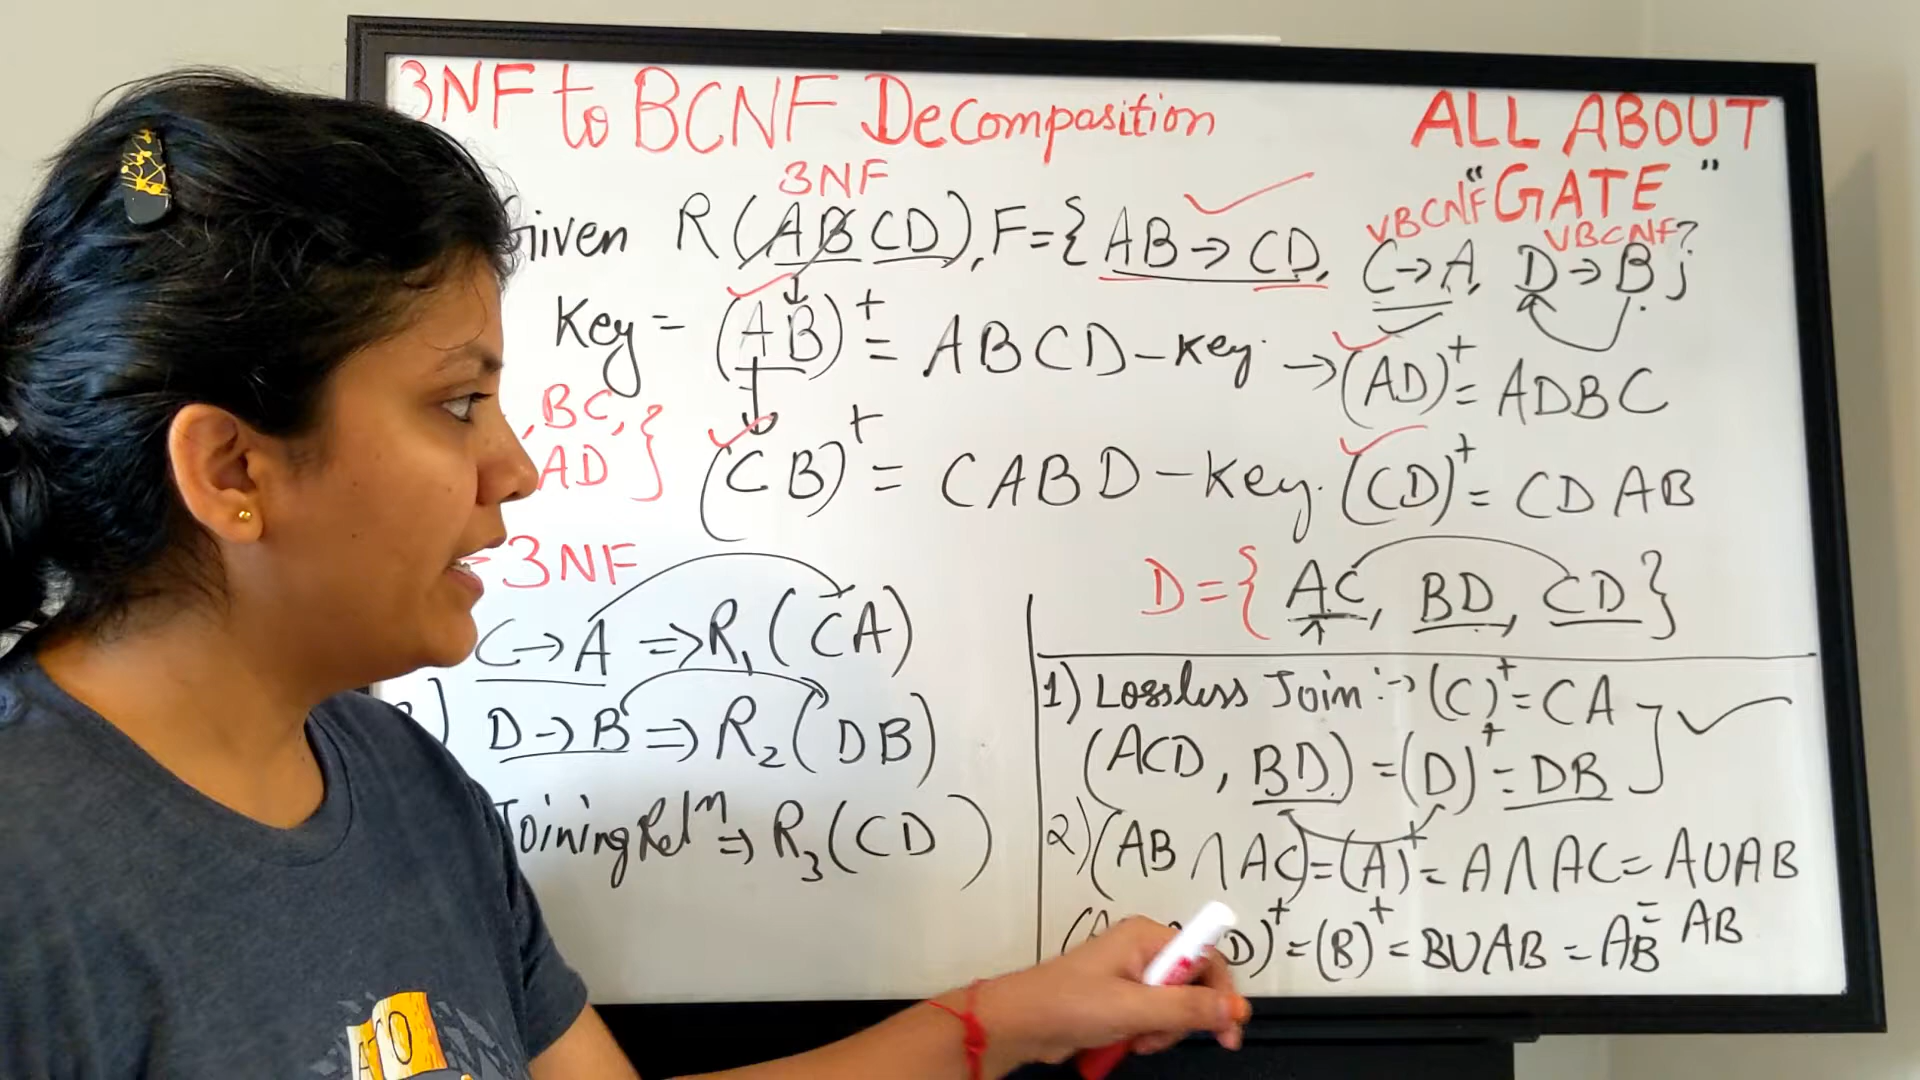 3NF to BCNF Decomposition
ALL ABOUT
"GATE"
3NF
VBCNF
VBCNF?
Given R(ABCD), F={AB→CD, C→A, D→B}
Key = (AB)+ = ABCD - Key. → (AD)+ = ADBC
, BC,
AD }
(CB)+ = CABD - Key. (CD)+ = CDAB
3NF
D = { AC, BD, CD }
C→A ⇒ R1(CA)
D→B ⇒ R2(DB)
Joining Relⁿ ⇒ R3(CD)
1) Lossless Join :→ (C)+ = CA
(ACD, BD) = (D)+ = DB
2) (AB ∩ AC) = (A)+ = A ∩ AC = A ∪ AB
= AB
D)+ = (B)+ = B ∪ AB = AB